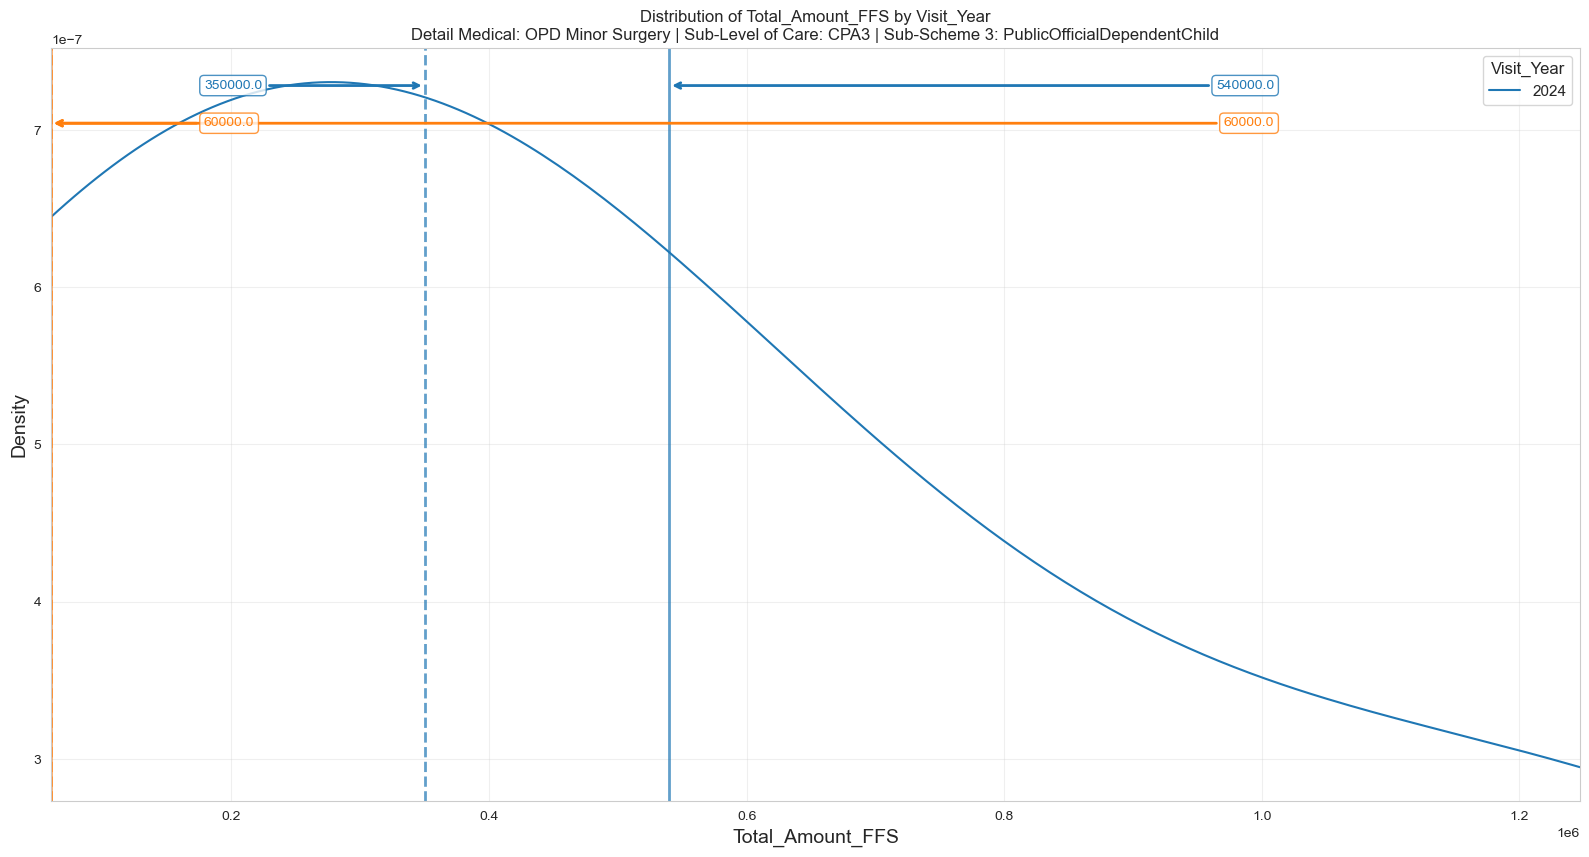 Distribution of Total_Amount_FFS by Visit_Year
Detail Medical: OPD Minor Surgery | Sub-Level of Care: CPA3 | Sub-Scheme 3: PublicOfficialDependentChild
1e−7
Visit_Year
2024
350000.0
540000.0
60000.0
60000.0
7
6
5
4
3
Density
0.2
0.4
0.6
0.8
1.0
1.2
1e6
Total_Amount_FFS